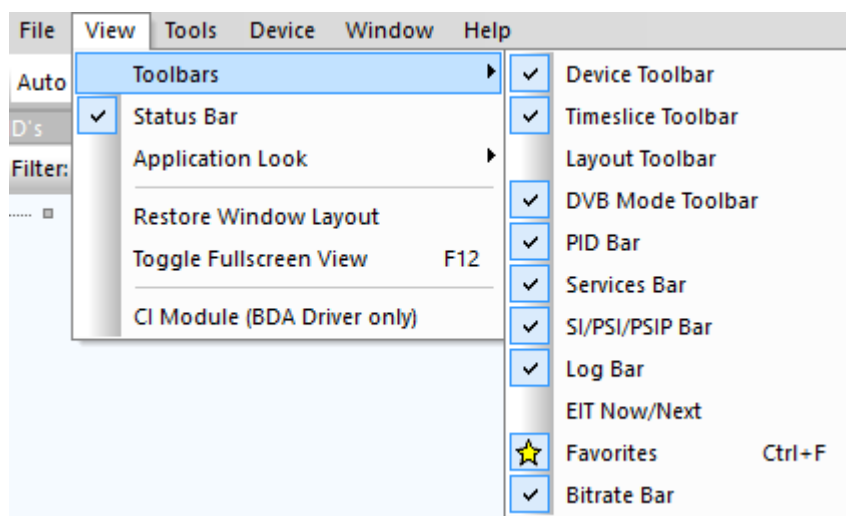 File View Tools Device Window Help
Auto
D's
Filter:
Toolbars
Status Bar
Application Look
Restore Window Layout
Toggle Fullscreen View F12
CI Module (BDA Driver only)
Device Toolbar
Timeslice Toolbar
Layout Toolbar
DVB Mode Toolbar
PID Bar
Services Bar
SI/PSI/PSIP Bar
Log Bar
EIT Now/Next
Favorites Ctrl+F
Bitrate Bar